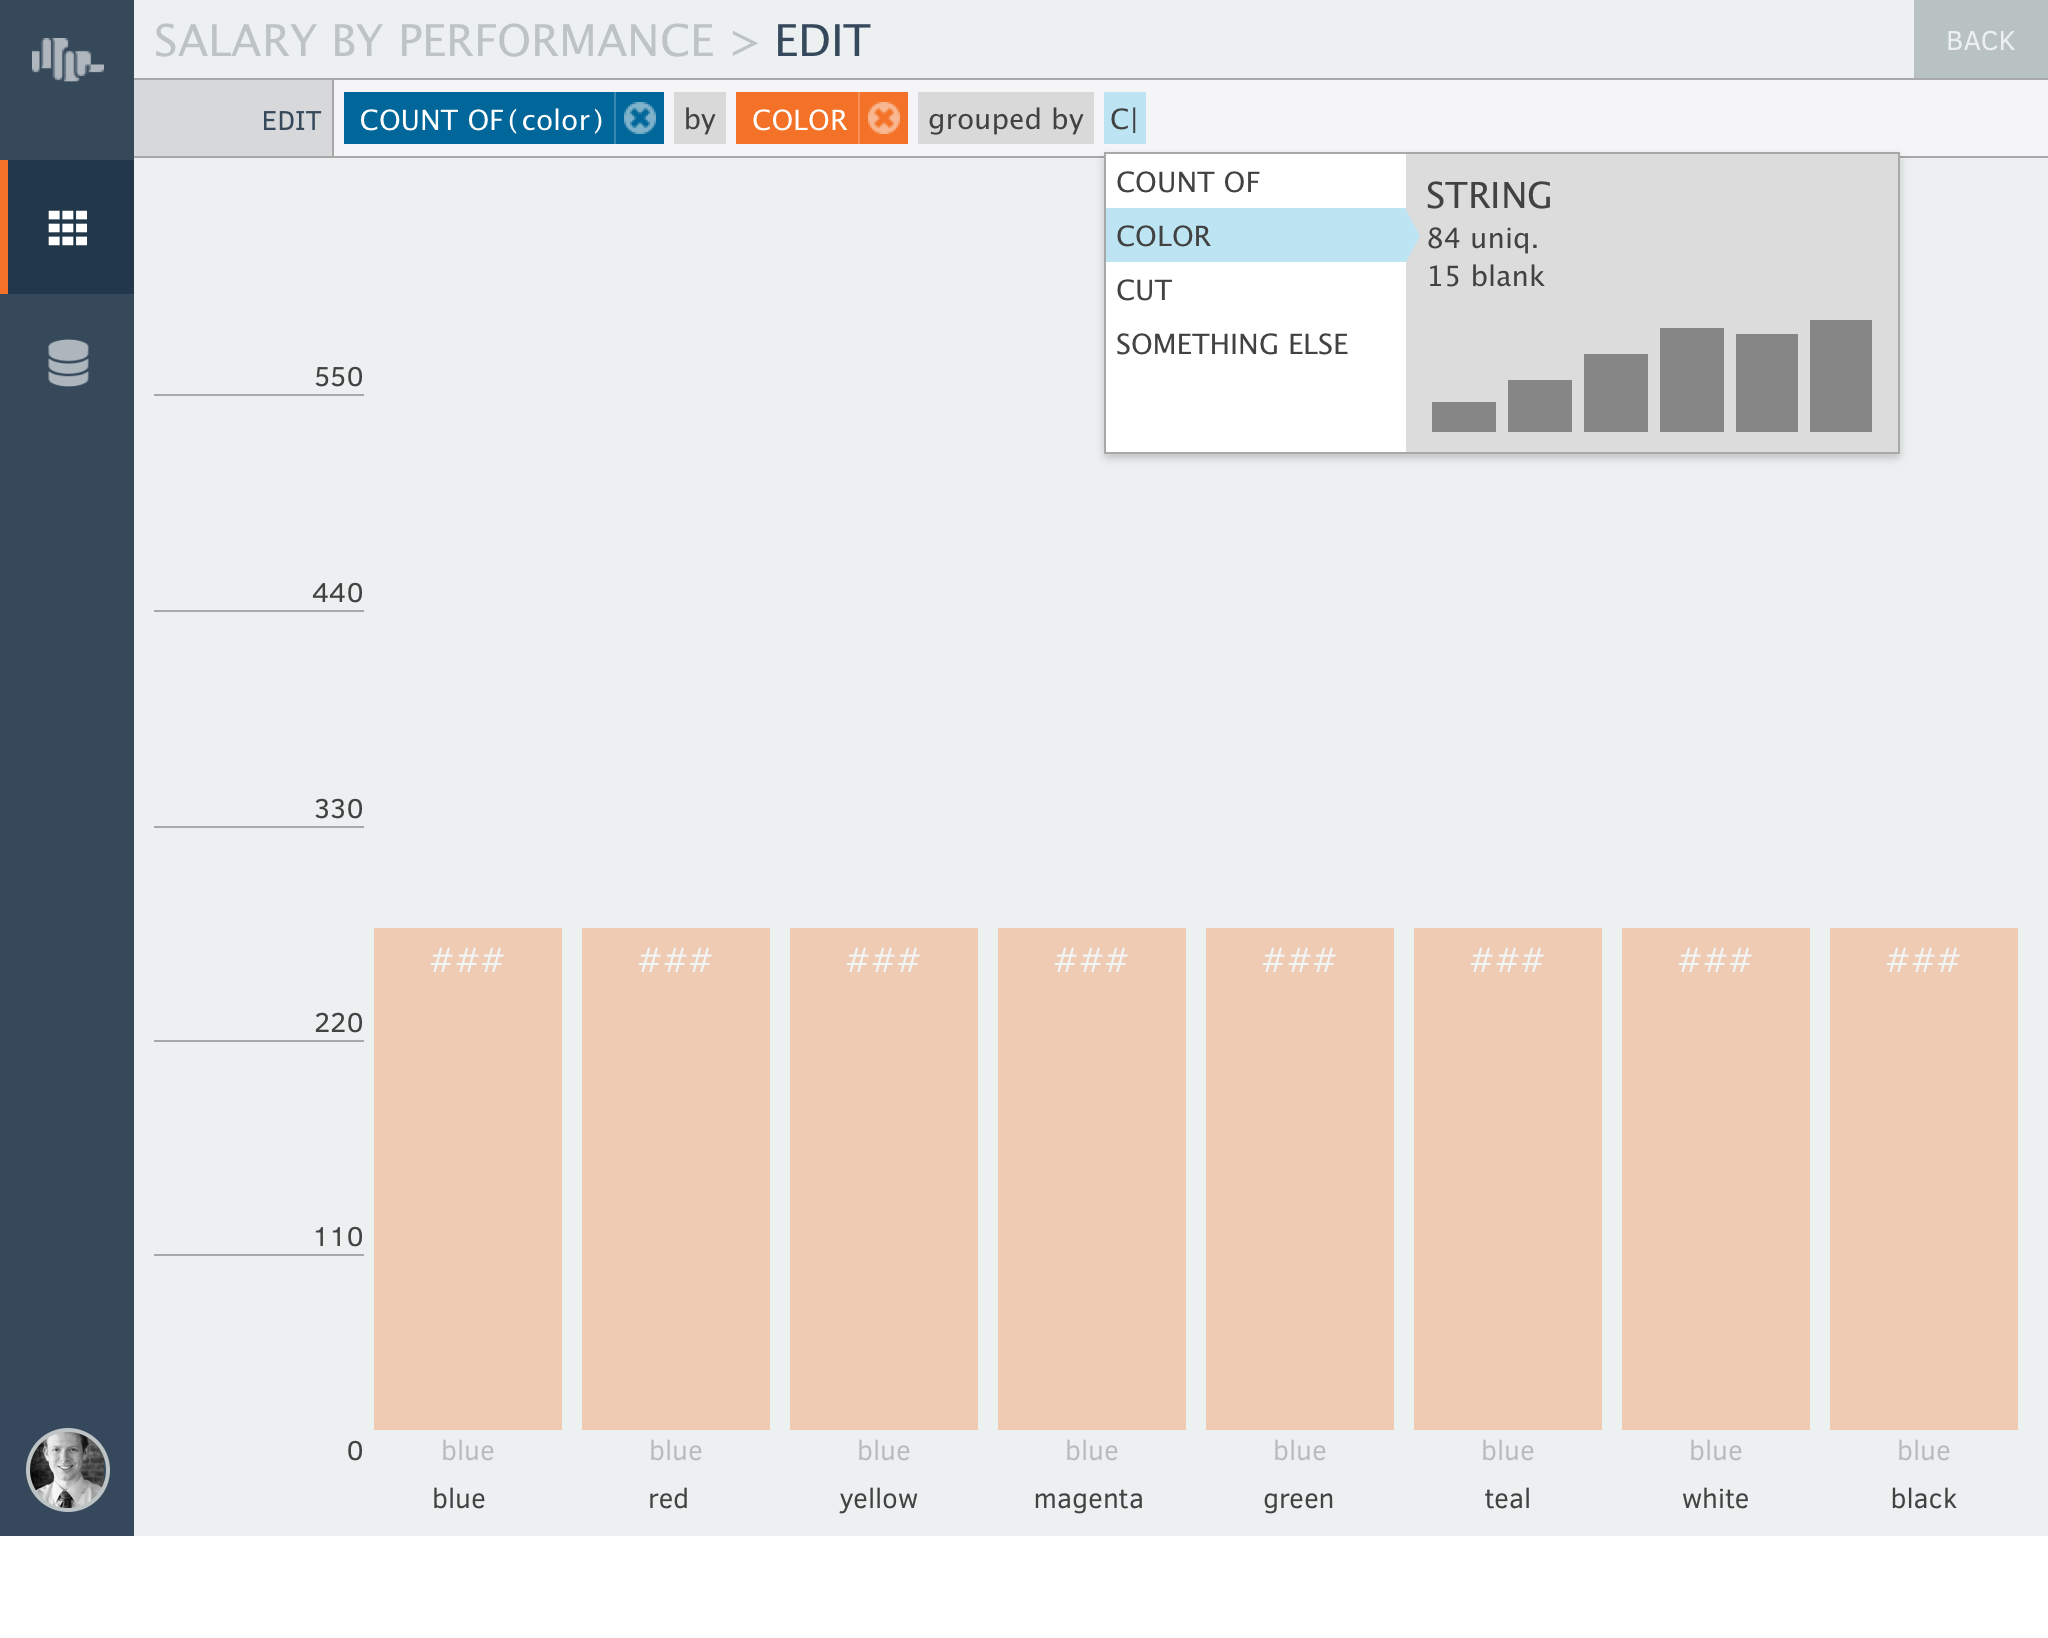 SALARY BY PERFORMANCE > EDIT
BACK
EDIT
COUNT OF(color)
by
COLOR
grouped by
C|
COUNT OF
COLOR
CUT
SOMETHING ELSE
STRING
84 uniq.
15 blank
550
440
330
220
110
0
### ### ### ### ### ### ### ###
blue blue blue blue blue blue blue blue
blue red yellow magenta green teal white black